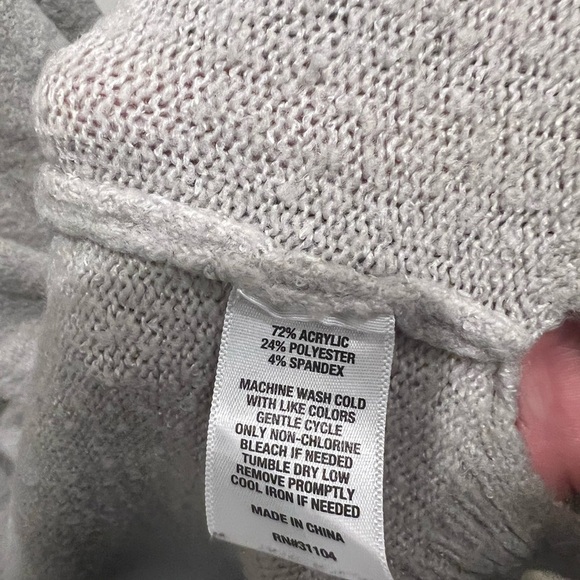 72% ACRYLIC
24% POLYESTER
4% SPANDEX
MACHINE WASH COLD
WITH LIKE COLORS
GENTLE CYCLE
ONLY NON-CHLORINE
BLEACH IF NEEDED
TUMBLE DRY LOW
REMOVE PROMPTLY
COOL IRON IF NEEDED
MADE IN CHINA
RN#31104